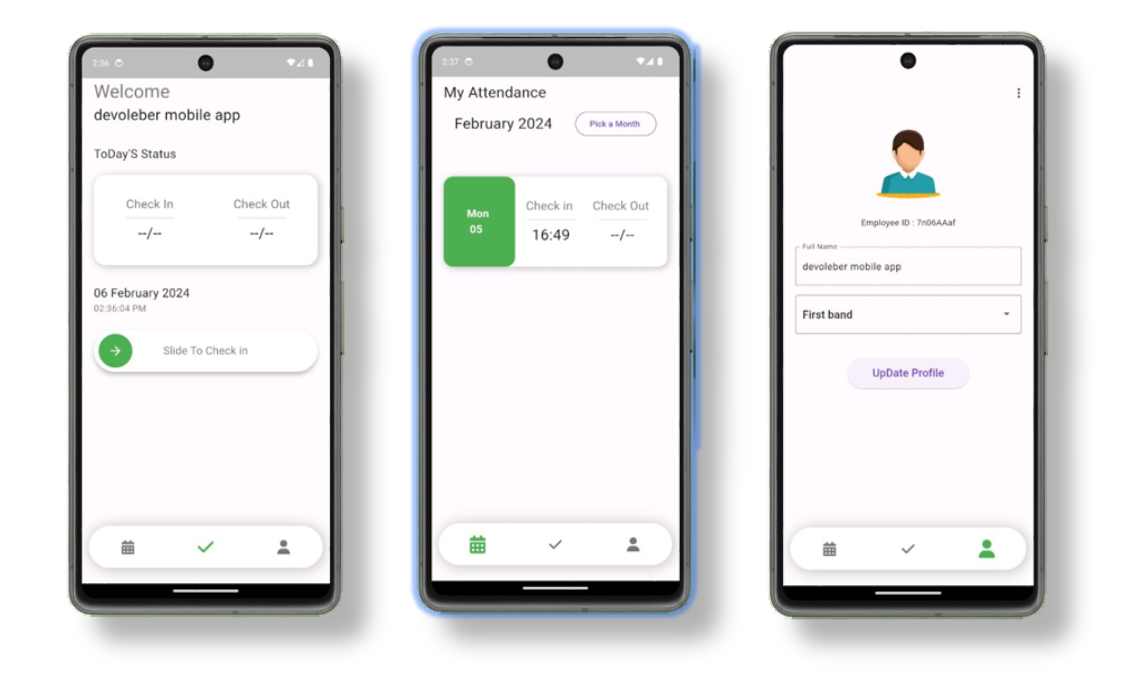 2:36
Welcome
devoleber mobile app
ToDay'S Status
Check In Check Out
--/-- --/--
06 February 2024
02:36:04 PM
Slide To Check in
2:37
My Attendance
February 2024 Pick a Month
Mon
05
Check in Check Out
16:49 --/--
Employee ID : 7n06AAaf
Full Name
devoleber mobile app
First band
UpDate Profile